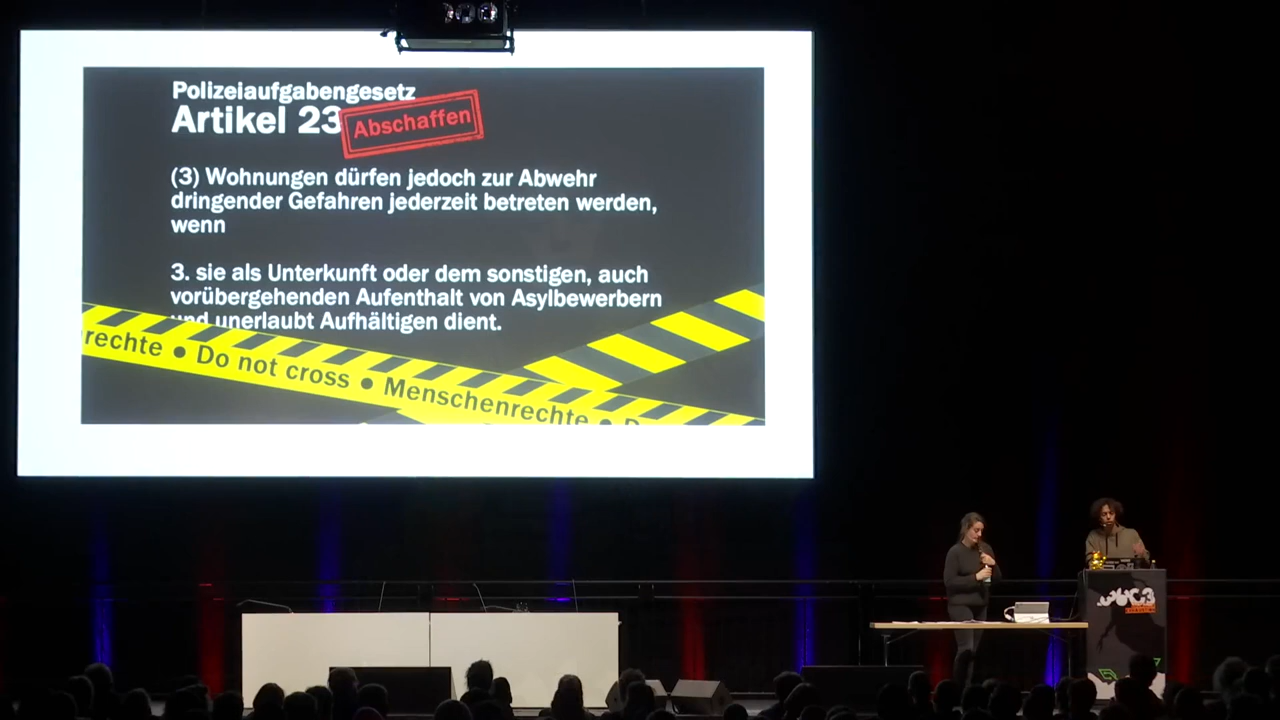 Polizeiaufgabengesetz
Artikel 23
Abschaffen
(3) Wohnungen dürfen jedoch zur Abwehr
dringender Gefahren jederzeit betreten werden,
wenn
3. sie als Unterkunft oder dem sonstigen, auch
vorübergehenden Aufenthalt von Asylbewerbern
und unerlaubt Aufhältigen dient.
rechte • Do not cross • Menschenrechte •